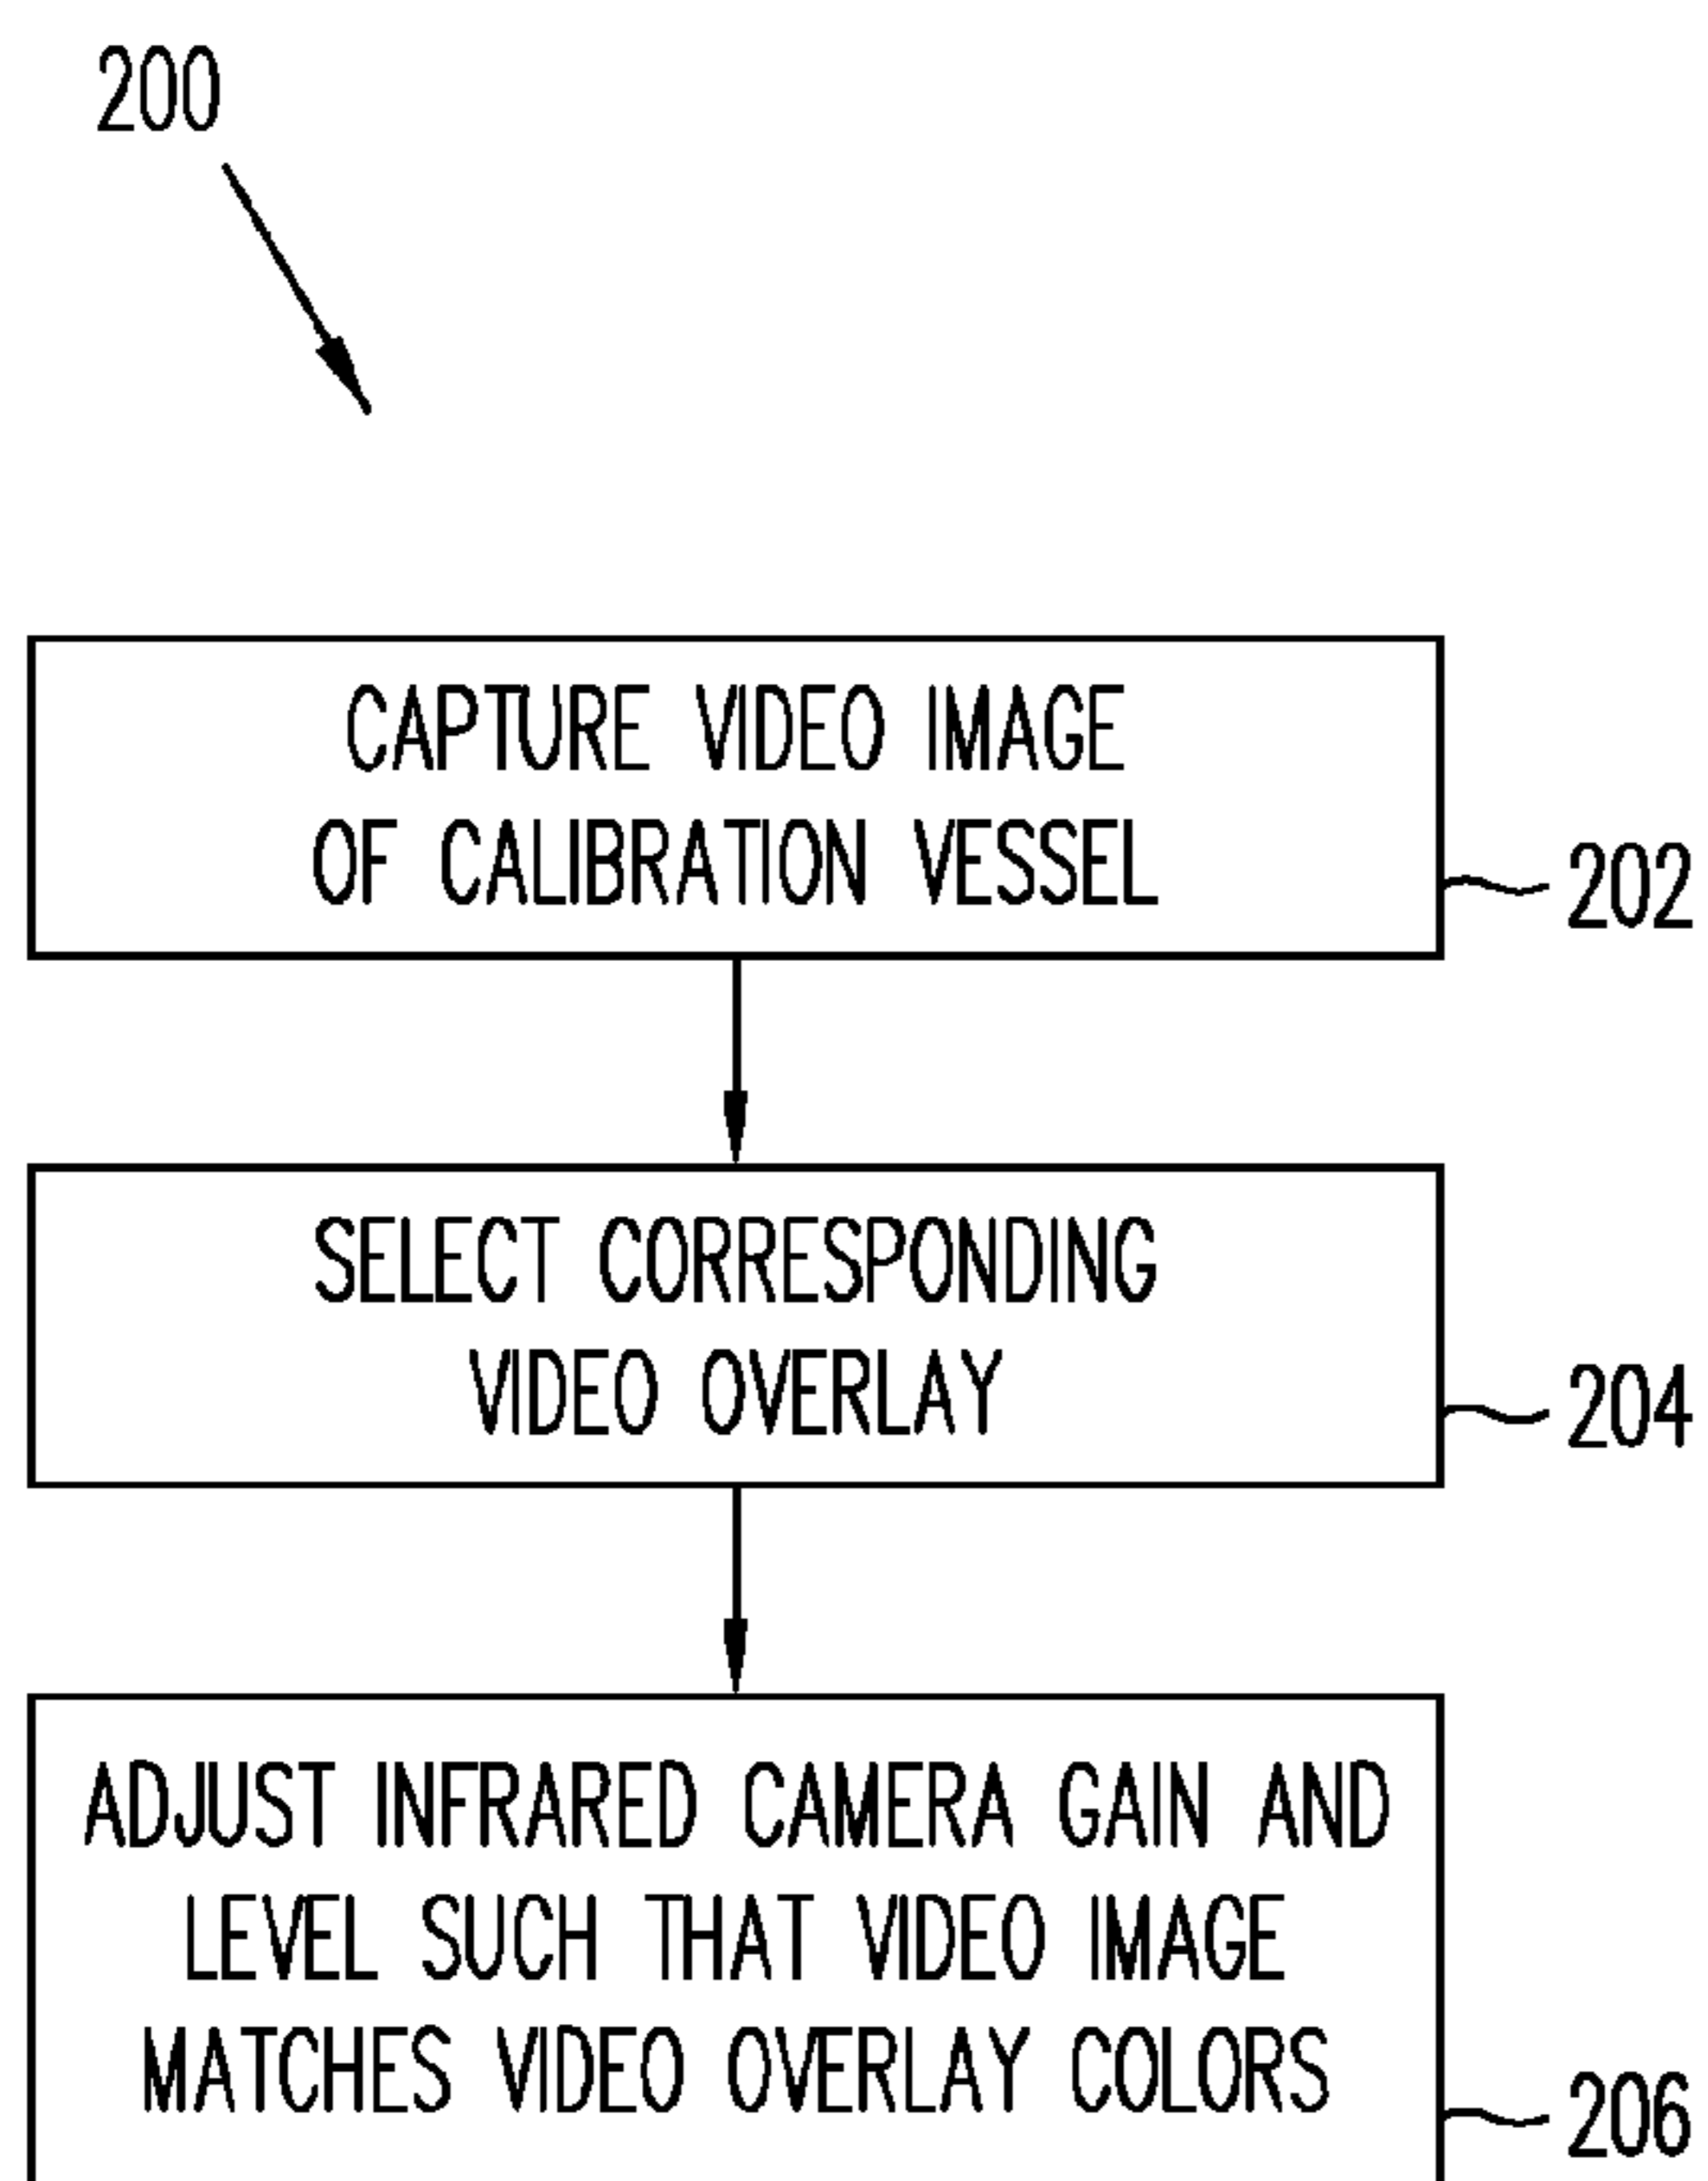 200
CAPTURE VIDEO IMAGE
OF CALIBRATION VESSEL
202
SELECT CORRESPONDING
VIDEO OVERLAY
204
ADJUST INFRARED CAMERA GAIN AND
LEVEL SUCH THAT VIDEO IMAGE
MATCHES VIDEO OVERLAY COLORS
206